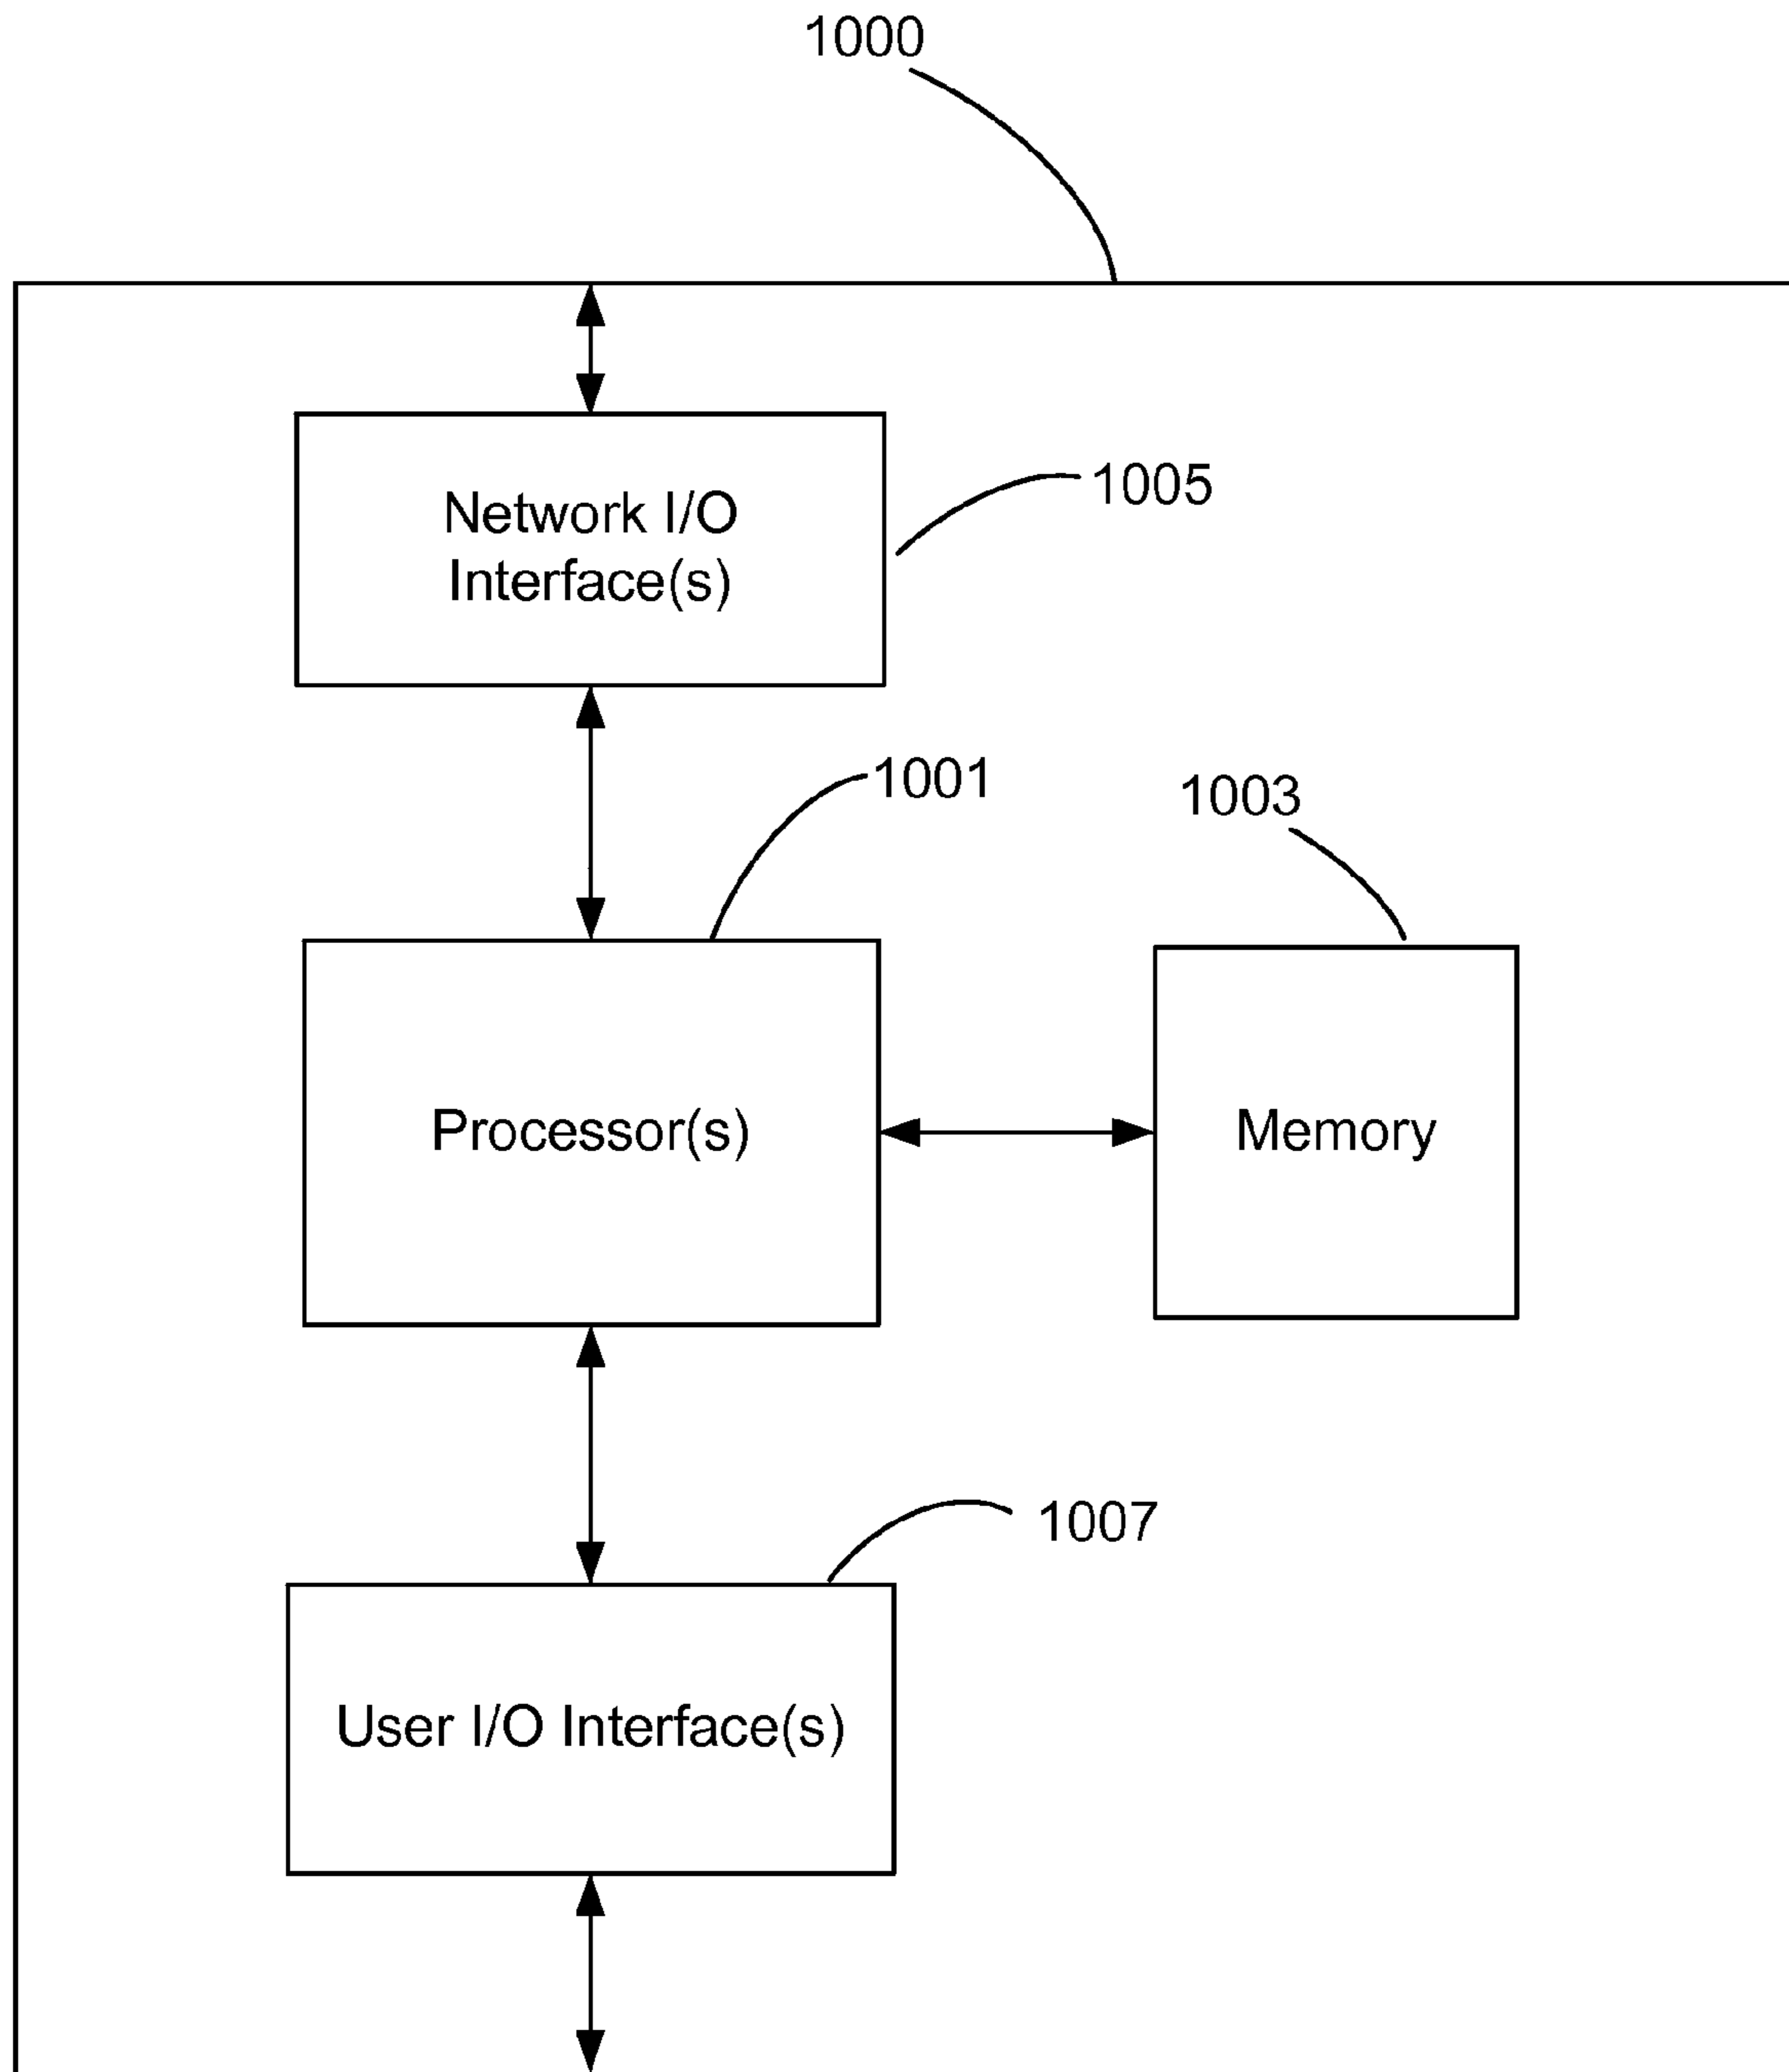 1000
Network I/O
Interface(s)
1005
1001
1003
Processor(s)
Memory
1007
User I/O Interface(s)